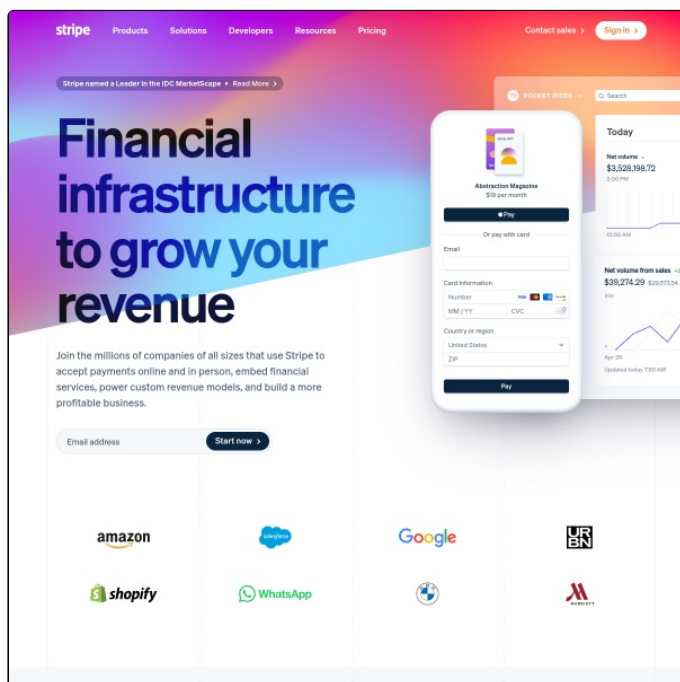 stripe
Products Solutions Developers Resources Pricing
Contact sales >
Sign in >
Stripe named a Leader in the IDC MarketScape • Read More >
Financial
infrastructure
to grow your
revenue
Join the millions of companies of all sizes that use Stripe to
accept payments online and in person, embed financial
services, power custom revenue models, and build a more
profitable business.
Email address
Start now >
ROCKET RIDES
Search
Abstraction Magazine
$19 per month
Pay
Or pay with card
Email
Card Information
Number
VISA
MM / YY CVC
Country or region
United States
ZIP
Pay
Today
Net volume
$3,528,198.72
2:00 PM
12:00 AM
Net volume from sales
$39,274.29 $29,573.54
Apr 20
Updated today 7:50 AM
amazon
salesforce
Google
URBN
shopify
WhatsApp
BMW
MARRIOTT